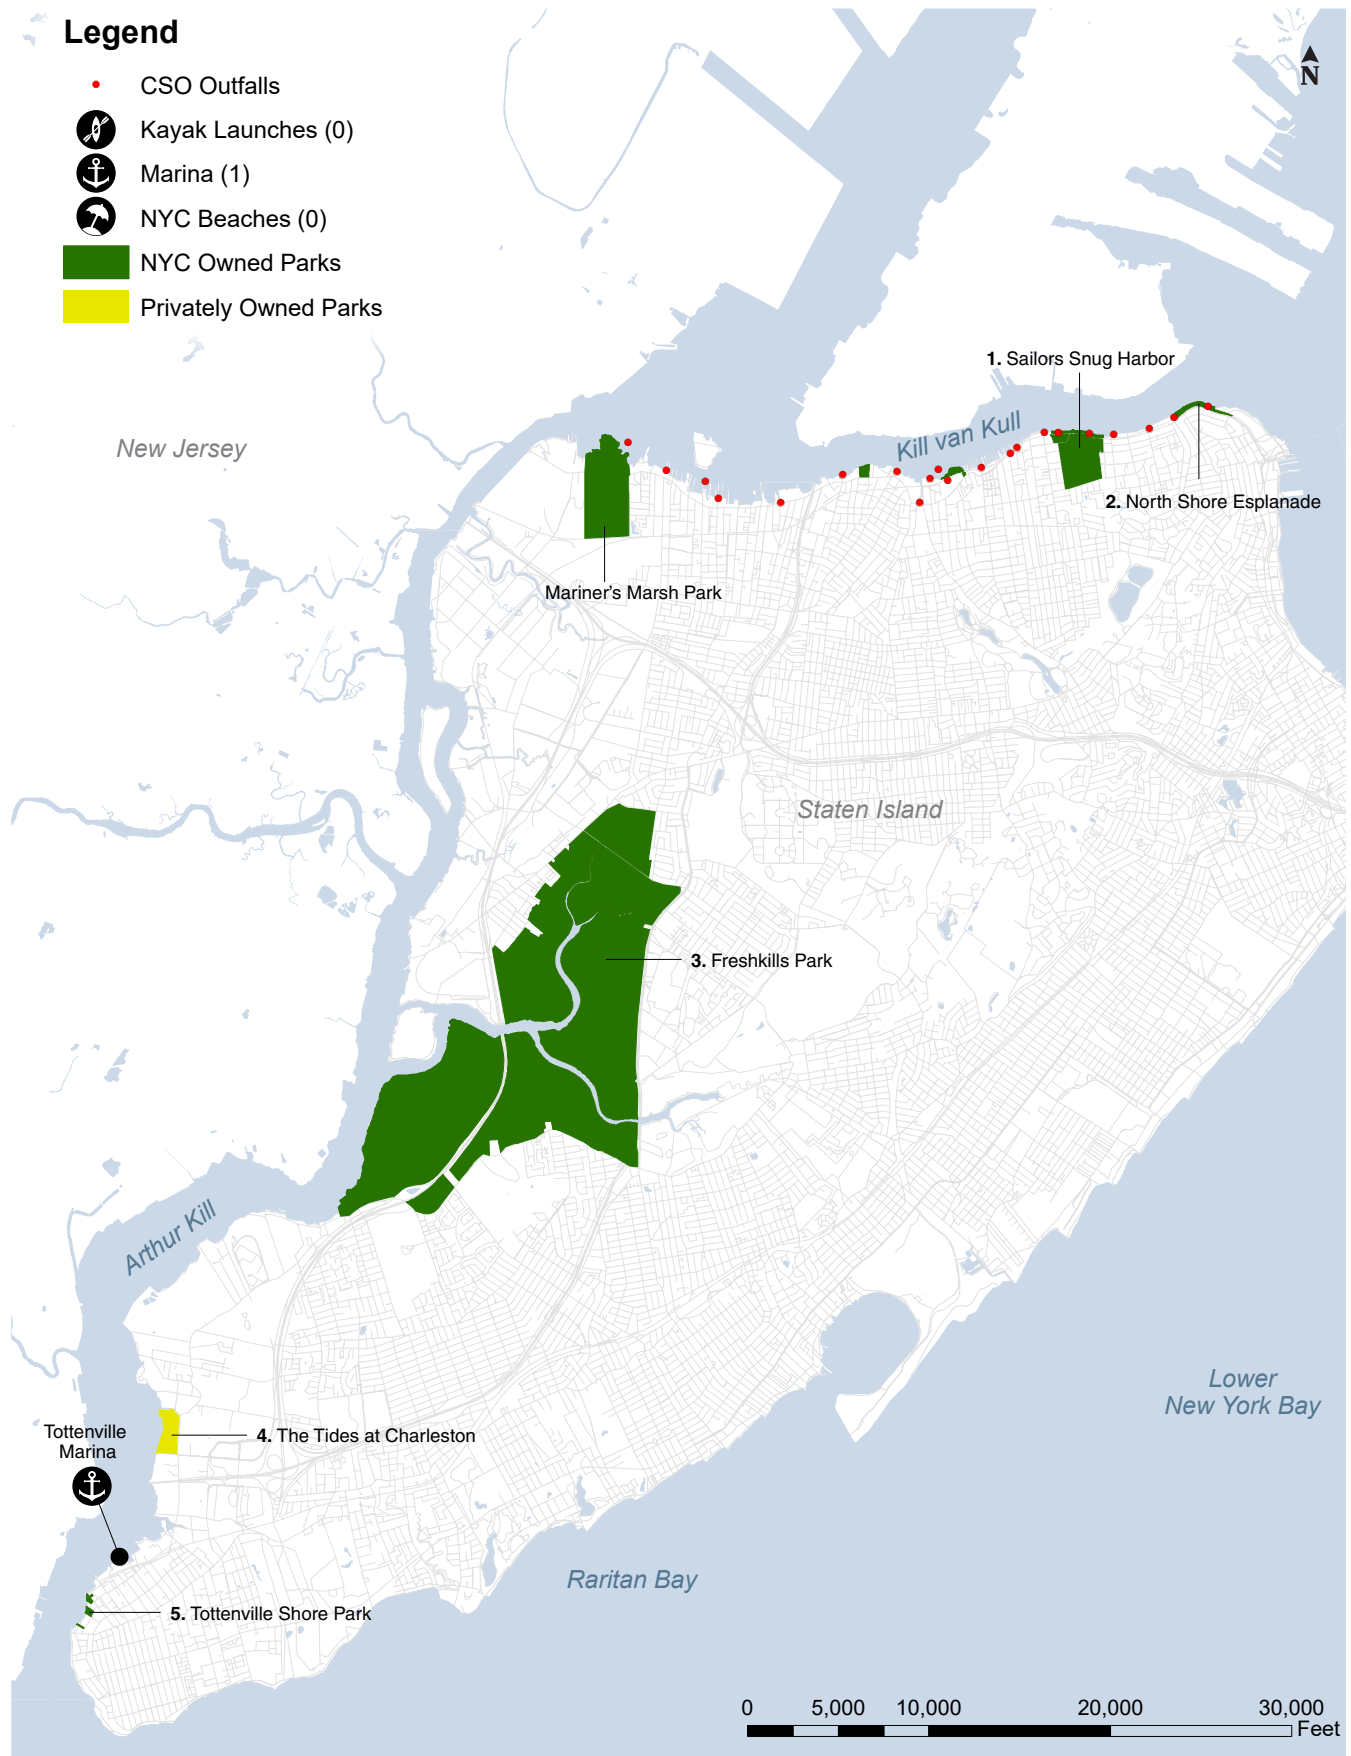 Legend
CSO Outfalls
Kayak Launches (0)
Marina (1)
NYC Beaches (0)
NYC Owned Parks
Privately Owned Parks
N
1. Sailors Snug Harbor
Kill van Kull
New Jersey
2. North Shore Esplanade
Mariner's Marsh Park
Staten Island
3. Freshkills Park
Arthur Kill
Lower
New York Bay
Tottenville
Marina
4. The Tides at Charleston
Raritan Bay
5. Tottenville Shore Park
0 5,000 10,000 20,000 30,000
Feet